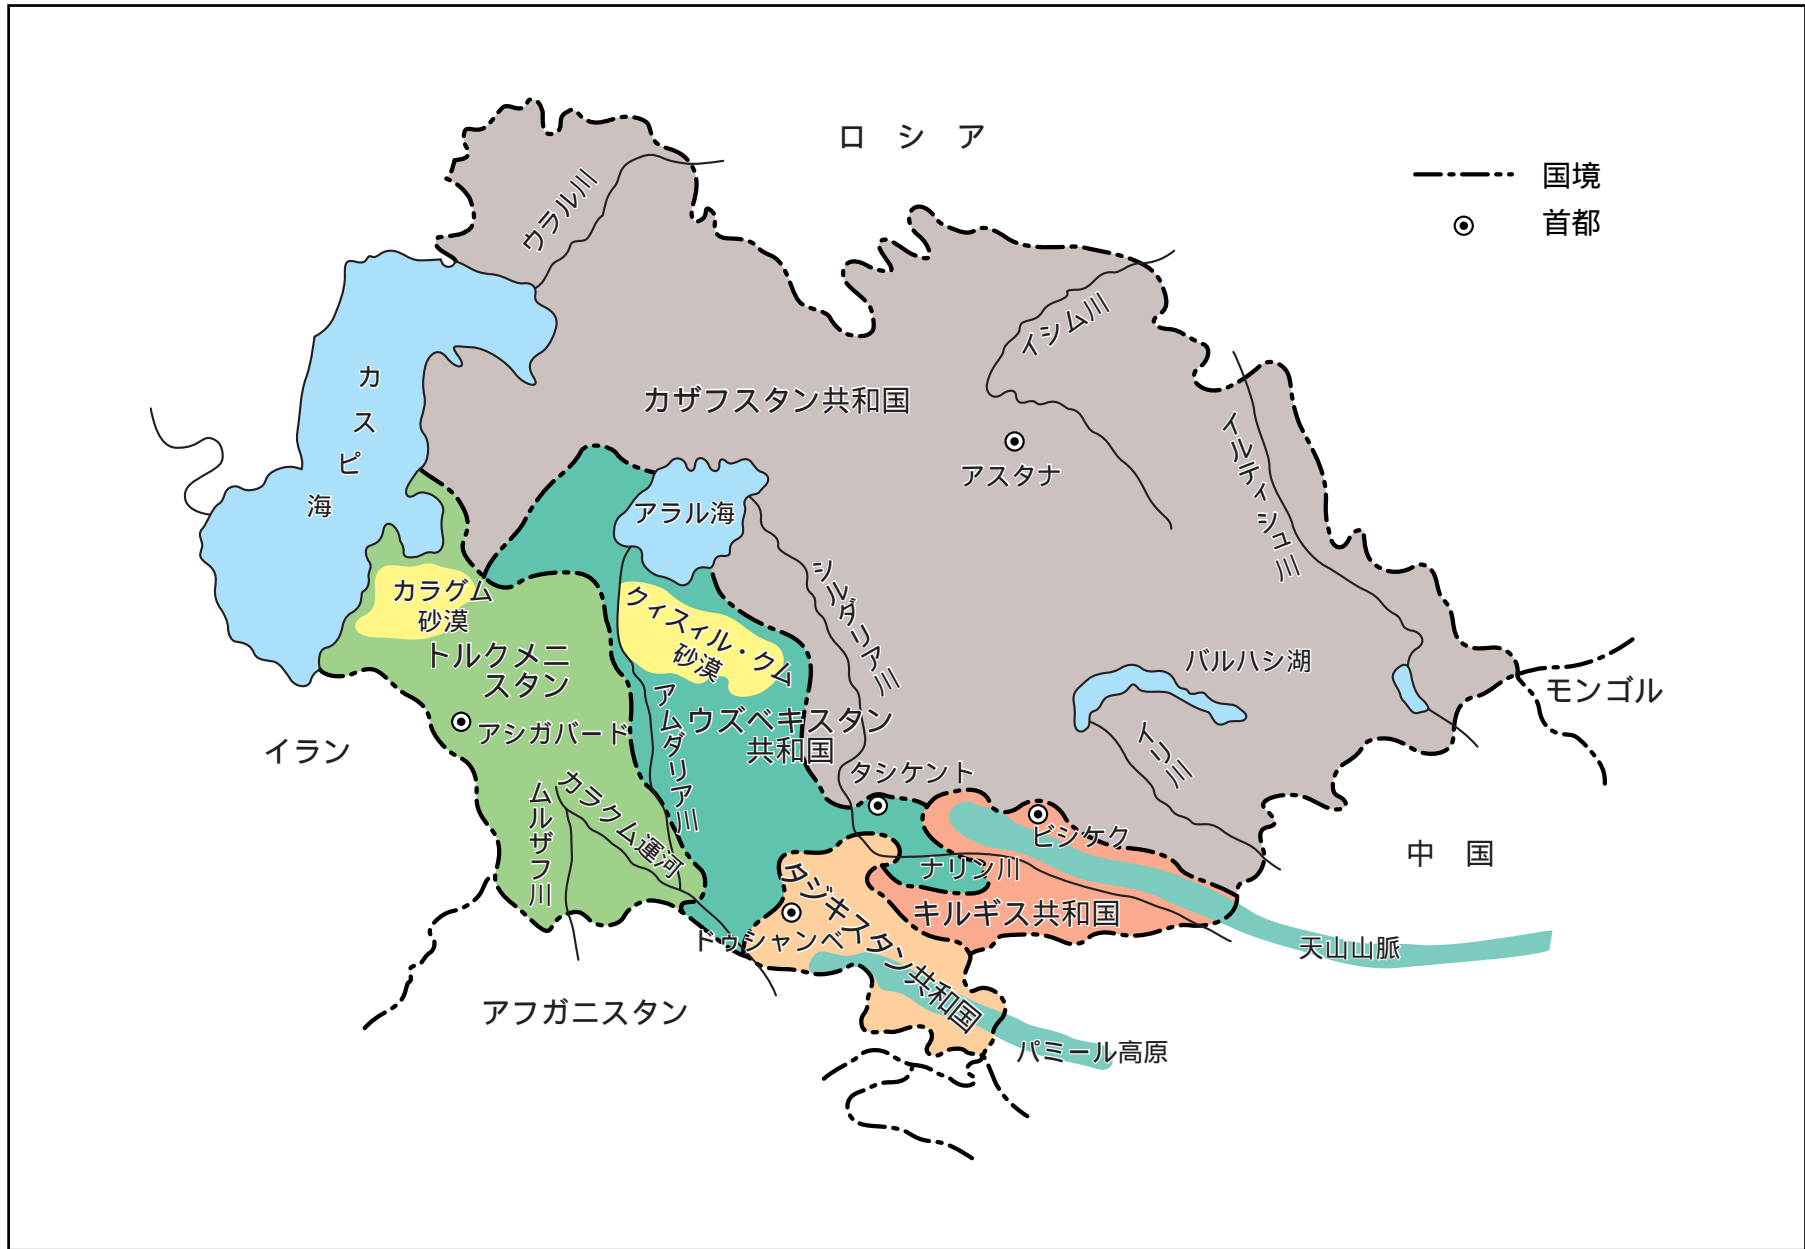 ロシア
国境
首都
ウラル川
イシム川
カスピ海
カザフスタン共和国
アスタナ
イルティシュ川
アラル海
カラグム
砂漠
クィスィル・クム
砂漠
シルダリア川
トルクメニ
スタン
バルハシ湖
モンゴル
アムダリア川
ウズベキスタン
共和国
アシガバード
イラン
イリ川
タシケント
カラクム運河
ムルザフ川
ビシケク
中国
ナリン川
タジキスタン共和国
キルギス共和国
ドゥシャンベ
天山山脈
アフガニスタン
パミール高原